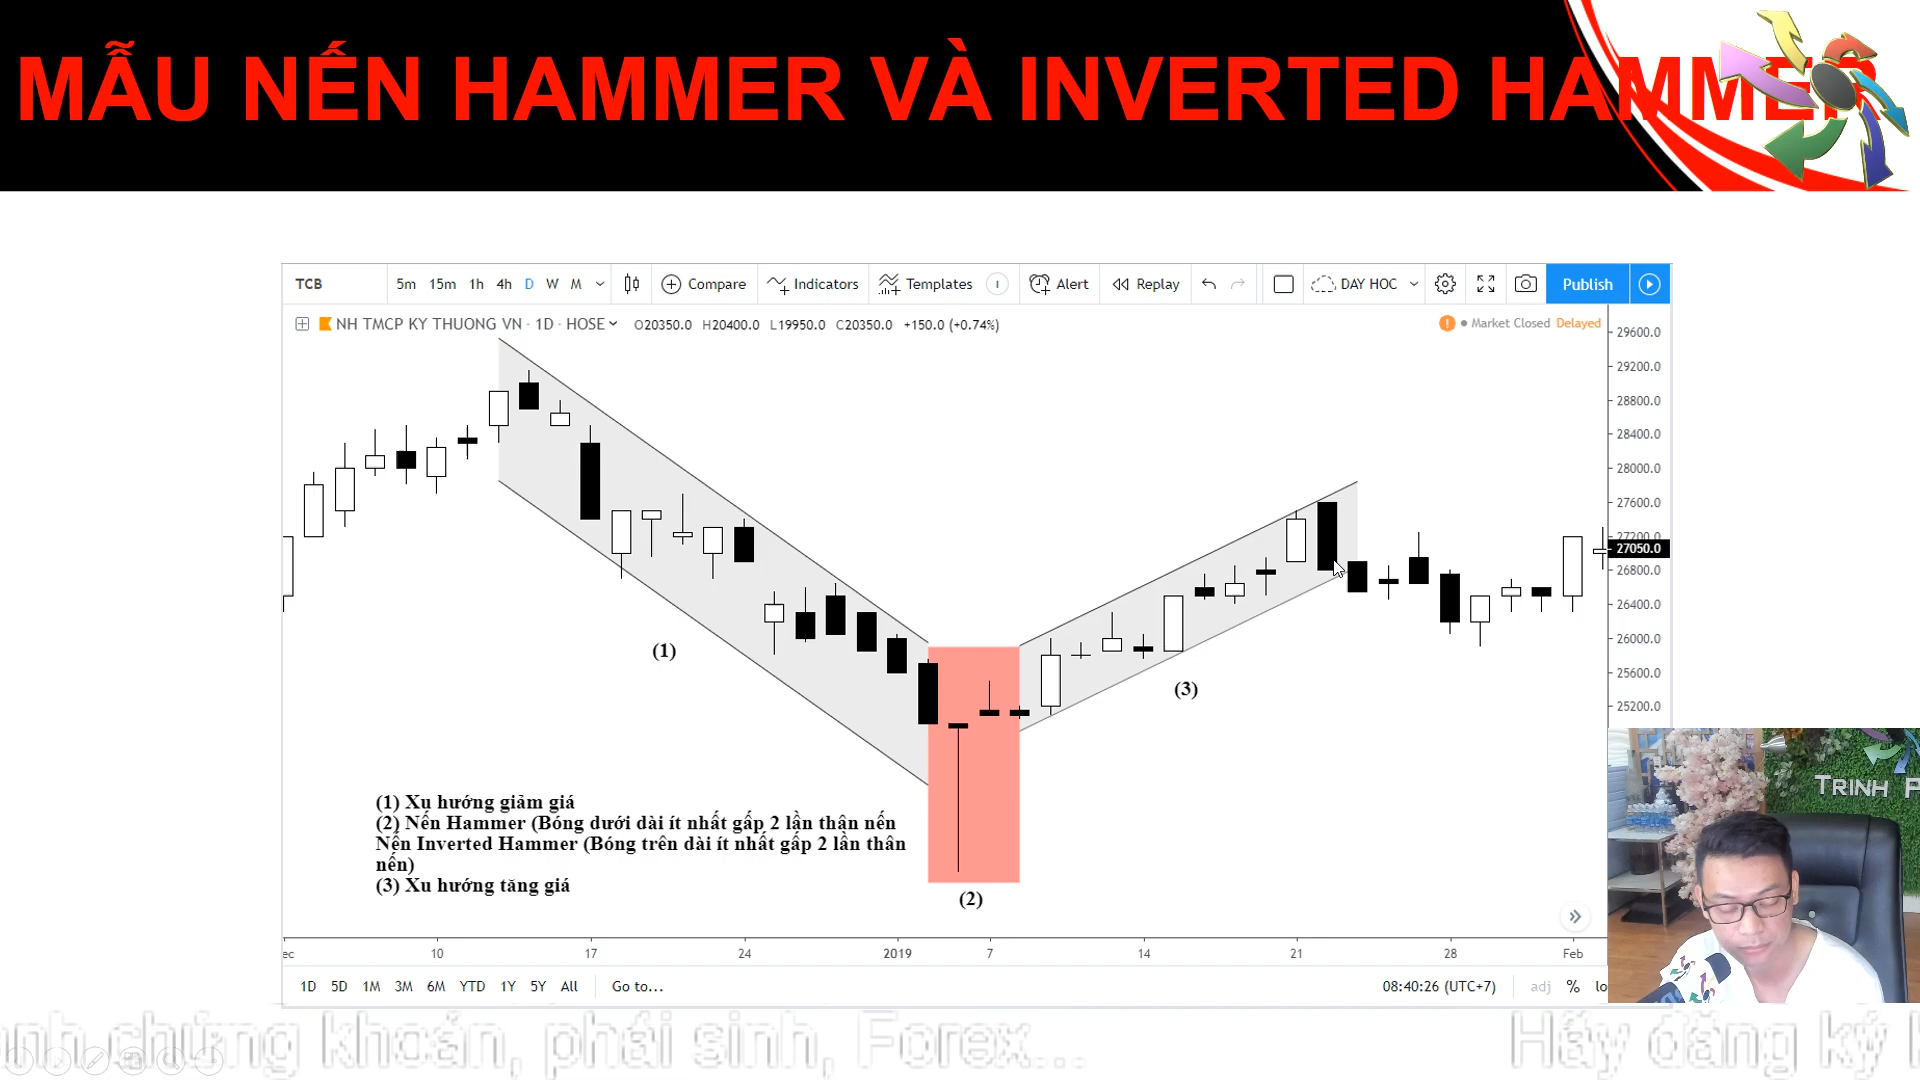 MẪU NẾN HAMMER VÀ INVERTED HAMMER
TCB 5m 15m 1h 4h D W M Compare Indicators Templates Alert Replay DAY HOC Publish
NH TMCP KY THUONG VN · 1D · HOSE O20350.0 H20400.0 L19950.0 C20350.0 +150.0 (+0.74%) Market Closed Delayed
29600.0
29200.0
28800.0
28400.0
28000.0
27600.0
27200.0
27050.0
26800.0
26400.0
26000.0
25600.0
25200.0
(1)
(3)
(1) Xu hướng giảm giá
(2) Nến Hammer (Bóng dưới dài ít nhất gấp 2 lần thân nến
Nến Inverted Hammer (Bóng trên dài ít nhất gấp 2 lần thân
nến)
(3) Xu hướng tăng giá
(2)
TRINH P
ec 10 17 24 2019 7 14 21 28 Feb
1D 5D 1M 3M 6M YTD 1Y 5Y All Go to... 08:40:26 (UTC+7) adj % lo
chứng khoán, phái sinh, Forex... Hãy đăng ký